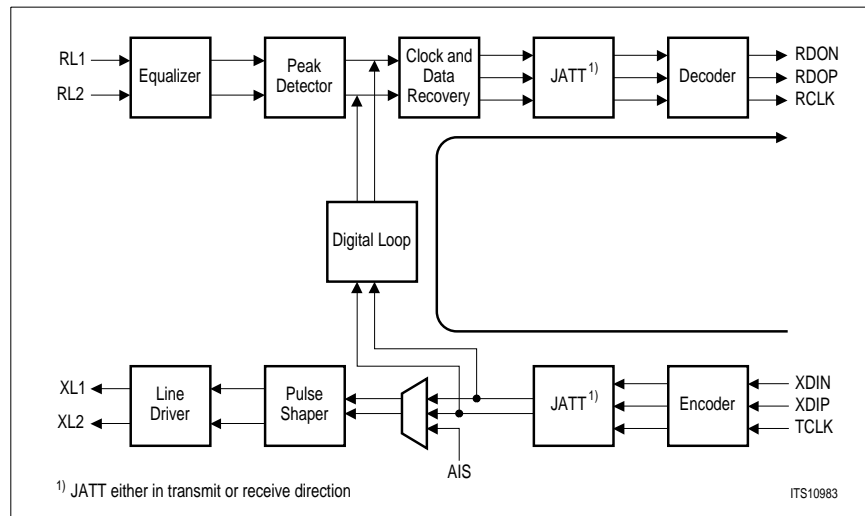 RL1
RL2
Equalizer
Peak
Detector
Clock and
Data
Recovery
JATT 1)
Decoder
RDON
RDOP
RCLK
Digital Loop
XL1
XL2
Line
Driver
Pulse
Shaper
AIS
JATT 1)
Encoder
XDIN
XDIP
TCLK
1) JATT either in transmit or receive direction
ITS10983